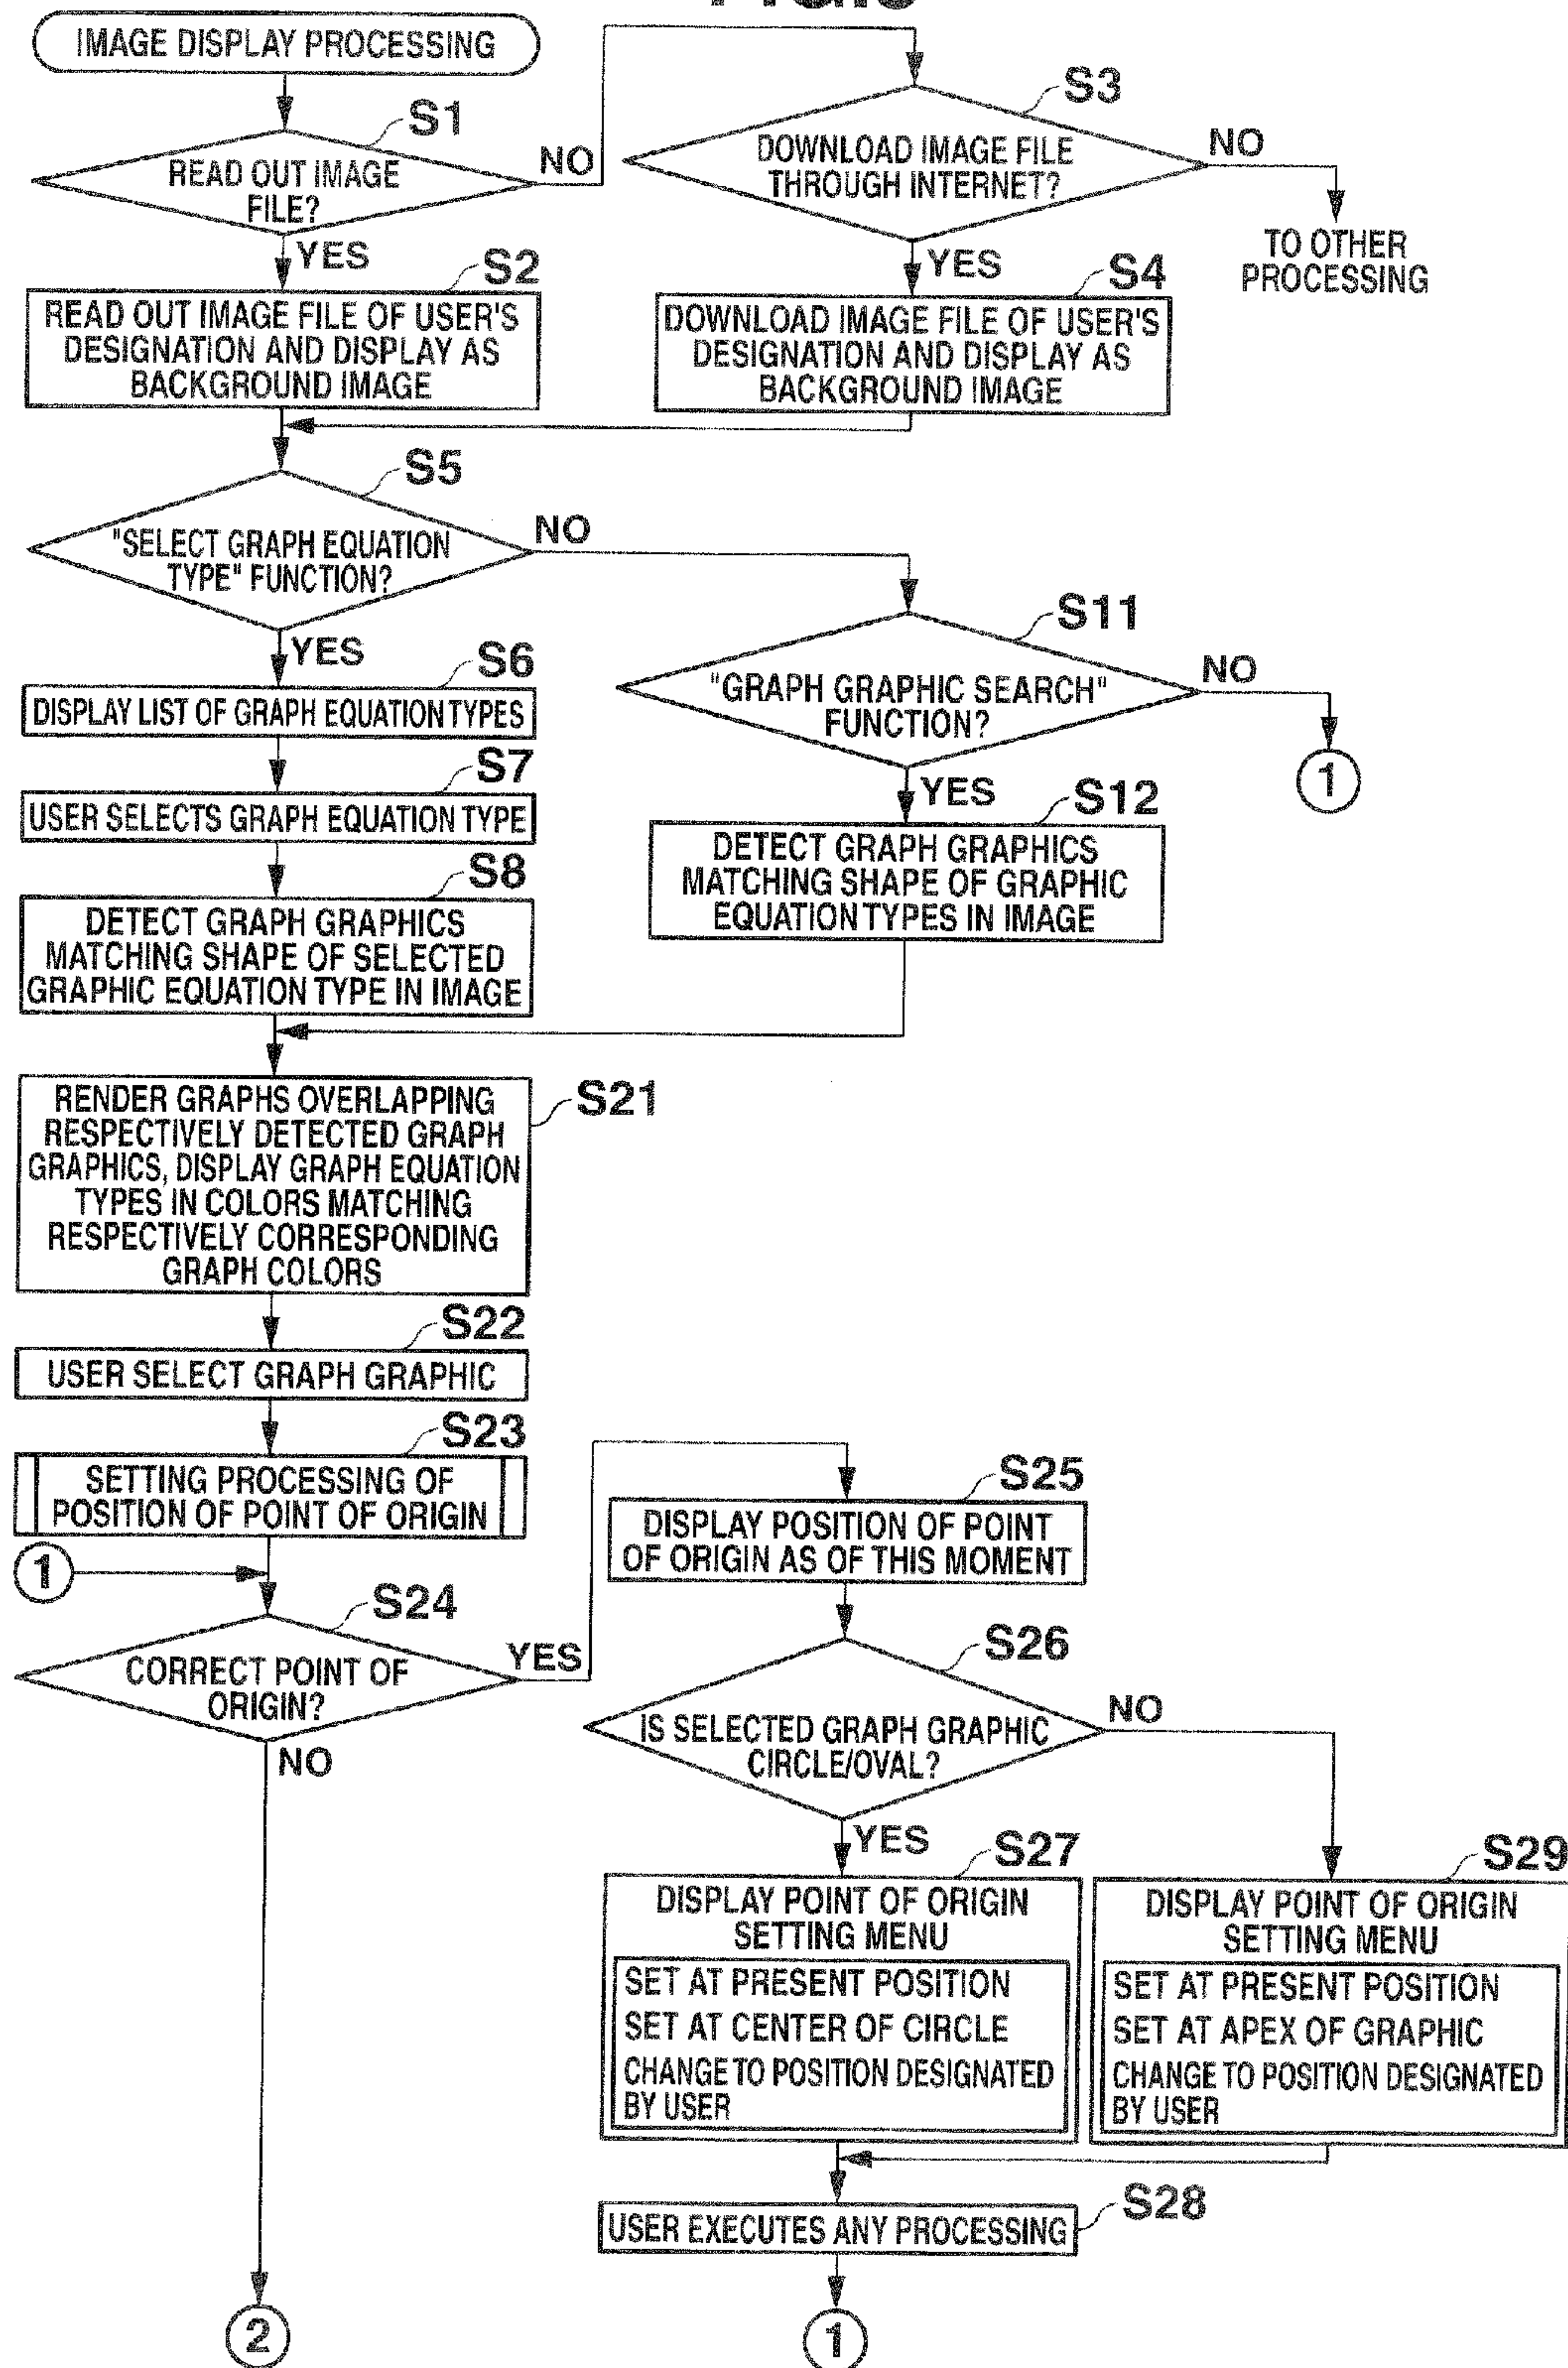 IMAGE DISPLAY PROCESSING
S1
READ OUT IMAGE
FILE?
NO
YES
S3
DOWNLOAD IMAGE FILE
THROUGH INTERNET?
NO
TO OTHER
PROCESSING
YES
S2
READ OUT IMAGE FILE OF USER'S
DESIGNATION AND DISPLAY AS
BACKGROUND IMAGE
S4
DOWNLOAD IMAGE FILE OF USER'S
DESIGNATION AND DISPLAY AS
BACKGROUND IMAGE
S5
"SELECT GRAPH EQUATION
TYPE" FUNCTION?
NO
YES
S6
DISPLAY LIST OF GRAPH EQUATION TYPES
S7
USER SELECTS GRAPH EQUATION TYPE
S8
DETECT GRAPH GRAPHICS
MATCHING SHAPE OF SELECTED
GRAPHIC EQUATION TYPE IN IMAGE
S11
"GRAPH GRAPHIC SEARCH"
FUNCTION?
NO
1
YES
S12
DETECT GRAPH GRAPHICS
MATCHING SHAPE OF GRAPHIC
EQUATION TYPES IN IMAGE
S21
RENDER GRAPHS OVERLAPPING
RESPECTIVELY DETECTED GRAPH
GRAPHICS, DISPLAY GRAPH EQUATION
TYPES IN COLORS MATCHING
RESPECTIVELY CORRESPONDING
GRAPH COLORS
S22
USER SELECT GRAPH GRAPHIC
S23
SETTING PROCESSING OF
POSITION OF POINT OF ORIGIN
1
S24
CORRECT POINT OF
ORIGIN?
YES
NO
2
S25
DISPLAY POSITION OF POINT
OF ORIGIN AS OF THIS MOMENT
S26
IS SELECTED GRAPH GRAPHIC
CIRCLE/OVAL?
NO
YES
S27
DISPLAY POINT OF ORIGIN
SETTING MENU
SET AT PRESENT POSITION
SET AT CENTER OF CIRCLE
CHANGE TO POSITION DESIGNATED
BY USER
S29
DISPLAY POINT OF ORIGIN
SETTING MENU
SET AT PRESENT POSITION
SET AT APEX OF GRAPHIC
CHANGE TO POSITION DESIGNATED
BY USER
S28
USER EXECUTES ANY PROCESSING
1